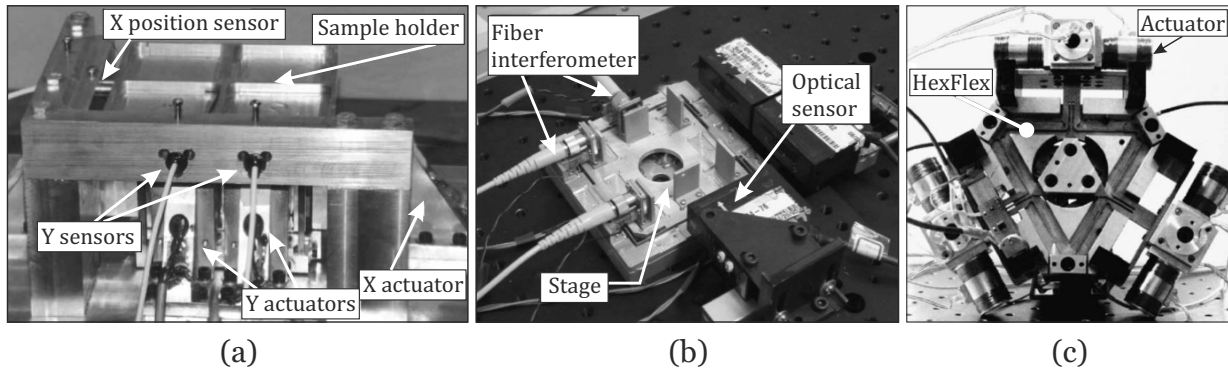 X position sensor
Sample holder
Y sensors
Y actuators
X actuator
Fiber
interferometer
Optical
sensor
Stage
Actuator
HexFlex
(a)
(b)
(c)